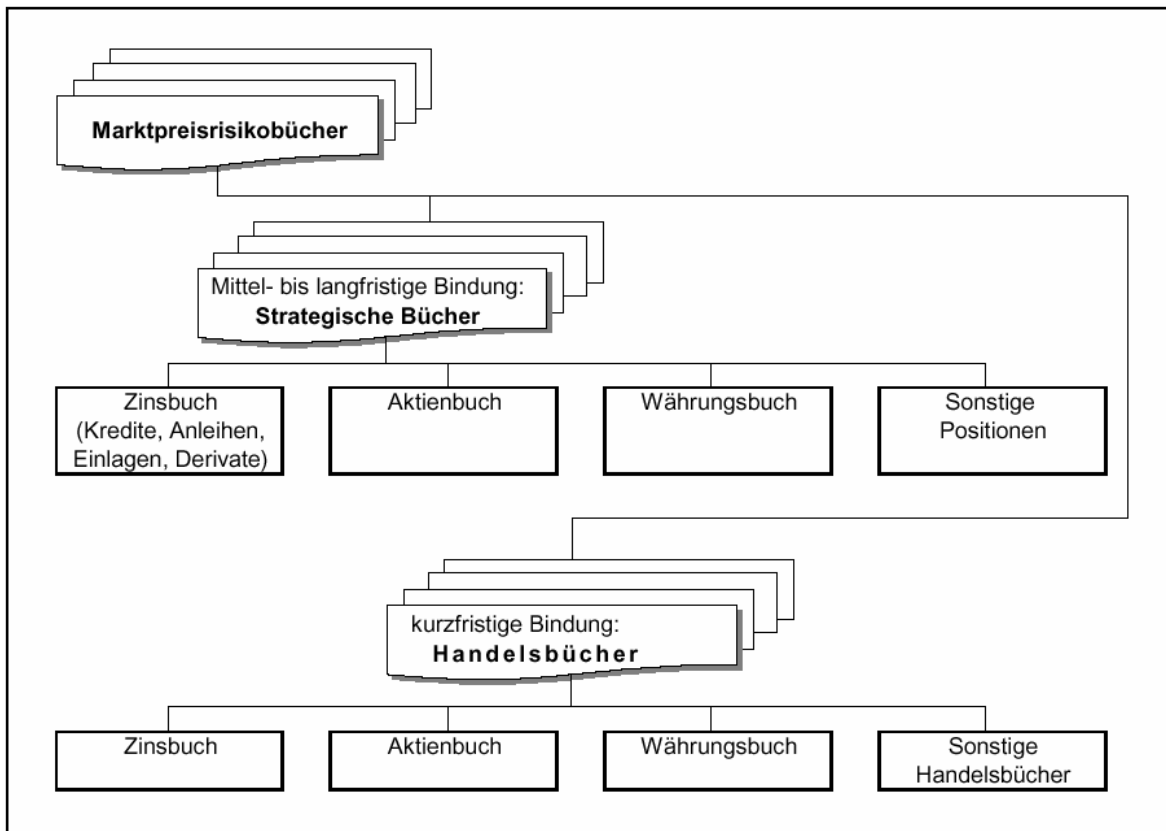 Marktpreisrisikobücher
Mittel- bis langfristige Bindung:
Strategische Bücher
Zinsbuch
(Kredite, Anleihen,
Einlagen, Derivate)
Aktienbuch
Währungsbuch
Sonstige
Positionen
kurzfristige Bindung:
Handelsbücher
Zinsbuch
Aktienbuch
Währungsbuch
Sonstige
Handelsbücher